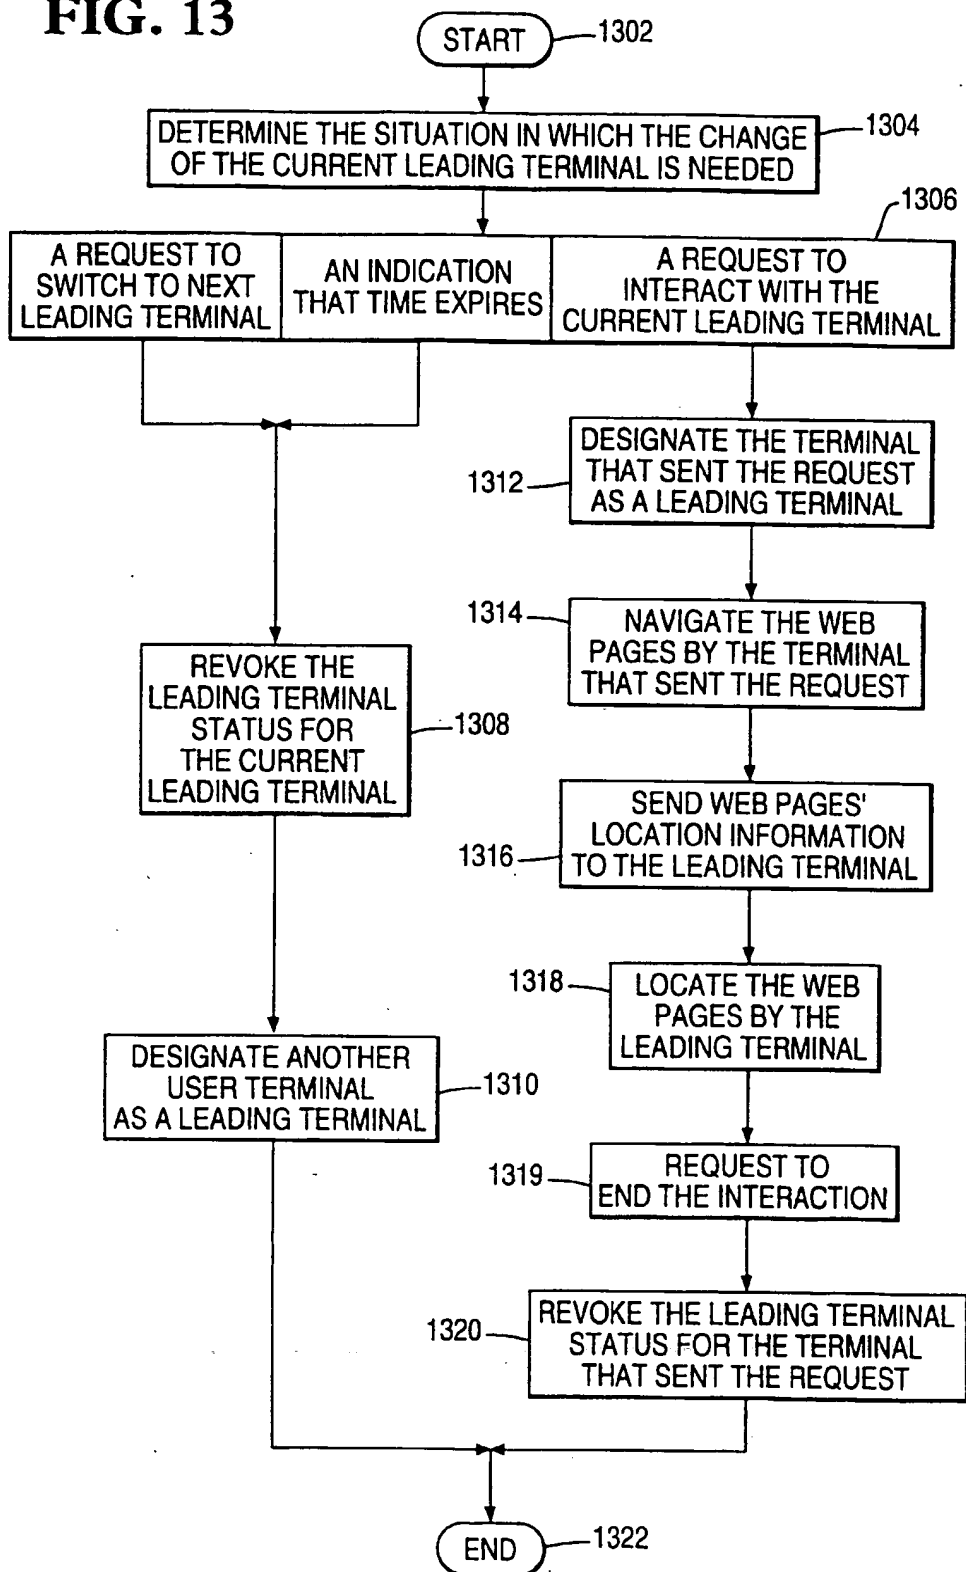 FIG. 13
START
1302
DETERMINE THE SITUATION IN WHICH THE CHANGE
OF THE CURRENT LEADING TERMINAL IS NEEDED
1304
1306
A REQUEST TO
SWITCH TO NEXT
LEADING TERMINAL
AN INDICATION
THAT TIME EXPIRES
A REQUEST TO
INTERACT WITH THE
CURRENT LEADING TERMINAL
DESIGNATE THE TERMINAL
THAT SENT THE REQUEST
AS A LEADING TERMINAL
1312
1314
NAVIGATE THE WEB
PAGES BY THE TERMINAL
THAT SENT THE REQUEST
REVOKE THE
LEADING TERMINAL
STATUS FOR
THE CURRENT
LEADING TERMINAL
1308
SEND WEB PAGES'
LOCATION INFORMATION
TO THE LEADING TERMINAL
1316
1318
LOCATE THE WEB
PAGES BY THE
LEADING TERMINAL
DESIGNATE ANOTHER
USER TERMINAL
AS A LEADING TERMINAL
1310
1319
REQUEST TO
END THE INTERACTION
1320
REVOKE THE LEADING TERMINAL
STATUS FOR THE TERMINAL
THAT SENT THE REQUEST
END
1322